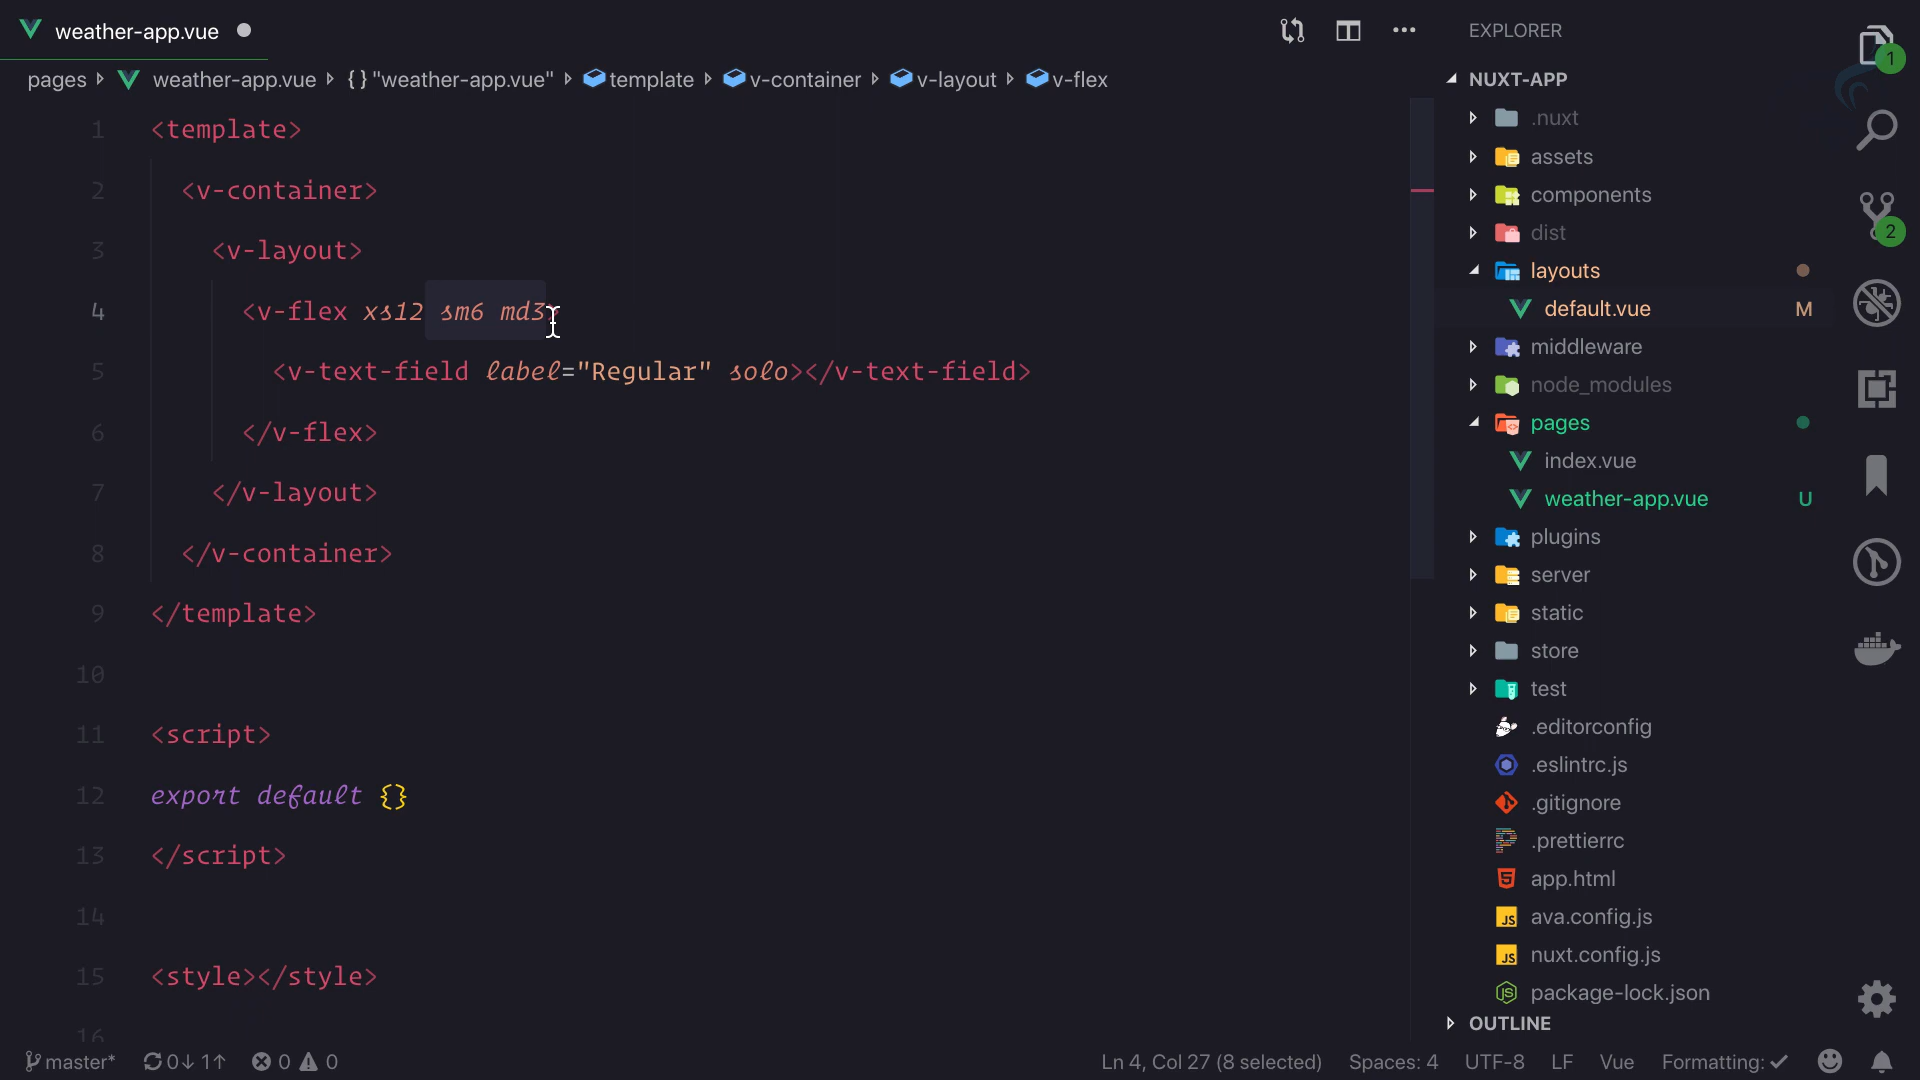 weather-app.vue
EXPLORER
1
pages weather-app.vue {} "weather-app.vue" template v-container v-layout v-flex
NUXT-APP
1 <template>
2 <v-container>
3 <v-layout>
4 <v-flex xs12 sm6 md3>
5 <v-text-field label="Regular" solo></v-text-field>
6 </v-flex>
7 </v-layout>
8 </v-container>
9 </template>
10
11 <script>
12 export default {}
13 </script>
14
15 <style></style>
16
.nuxt
assets
components
dist
2
layouts
default.vue M
middleware
node_modules
pages
index.vue
weather-app.vue U
plugins
server
static
store
test
.editorconfig
.eslintrc.js
.gitignore
.prettierrc
app.html
ava.config.js
nuxt.config.js
package-lock.json
OUTLINE
master* 0↓ 1↑ 0 0 Ln 4, Col 27 (8 selected) Spaces: 4 UTF-8 LF Vue Formatting: ✓